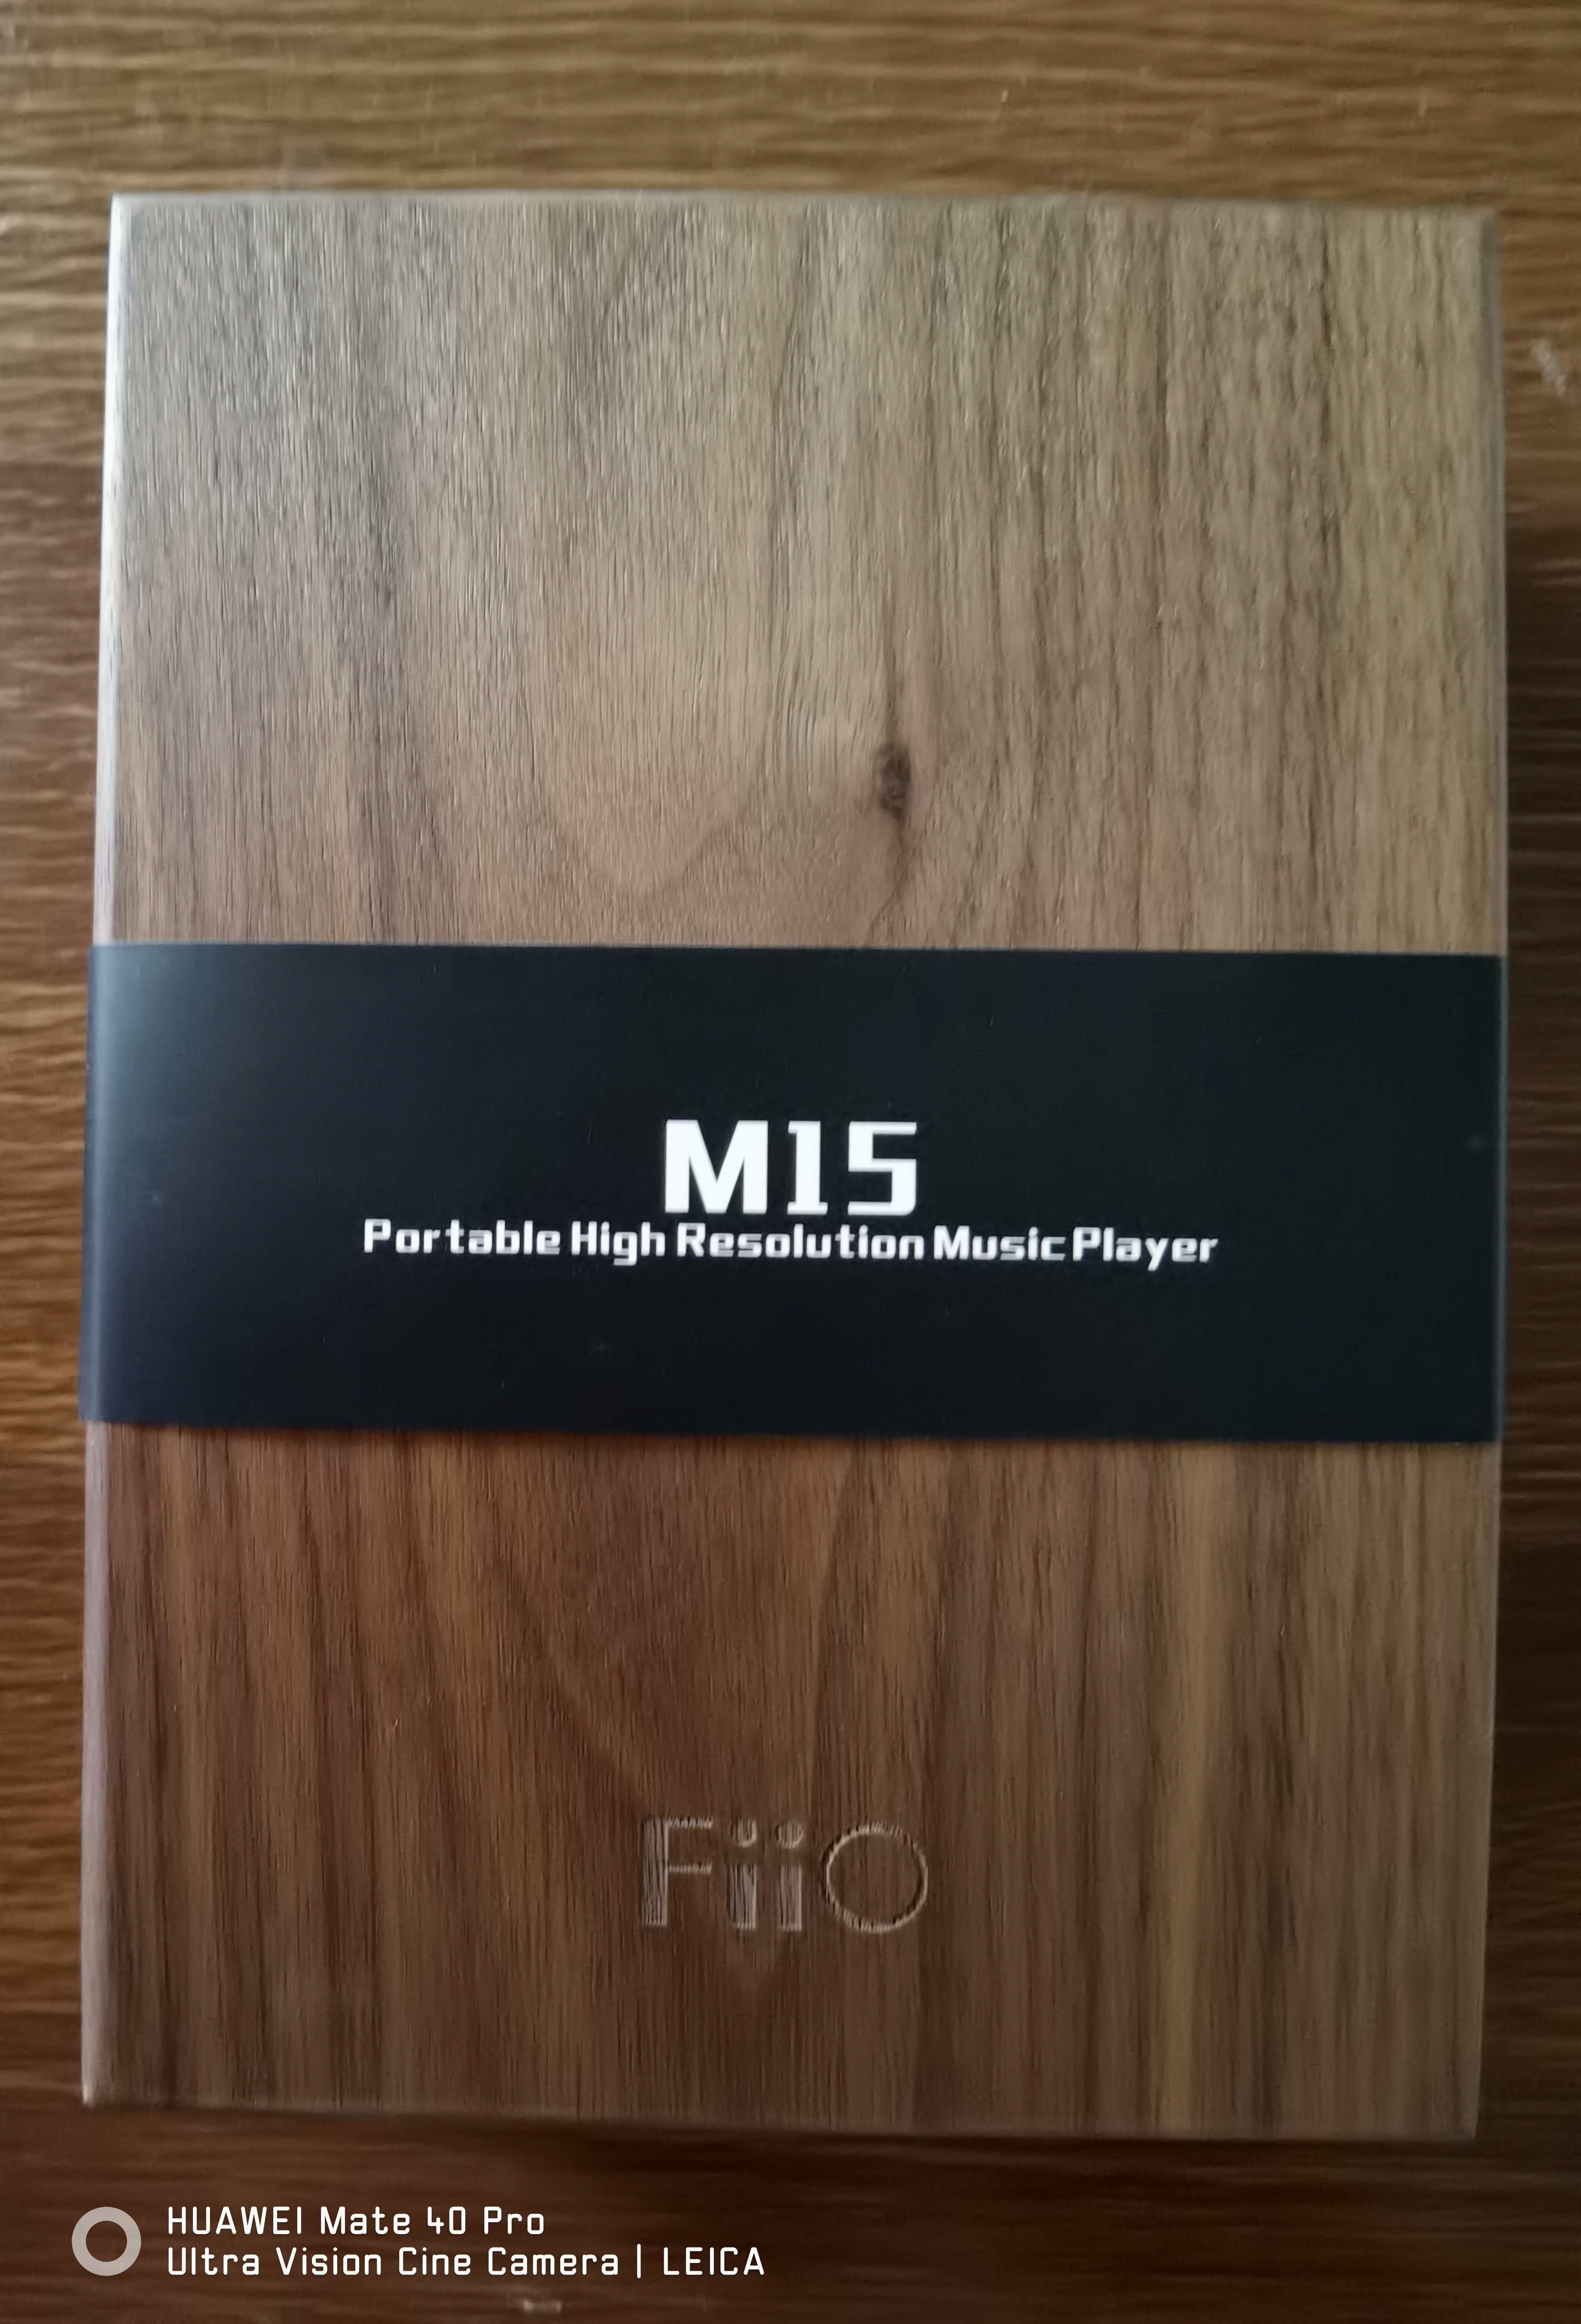 M15
Portable High Resolution Music Player
FiiO
HUAWEI Mate 40 Pro
Ultra Vision Cine Camera | LEICA